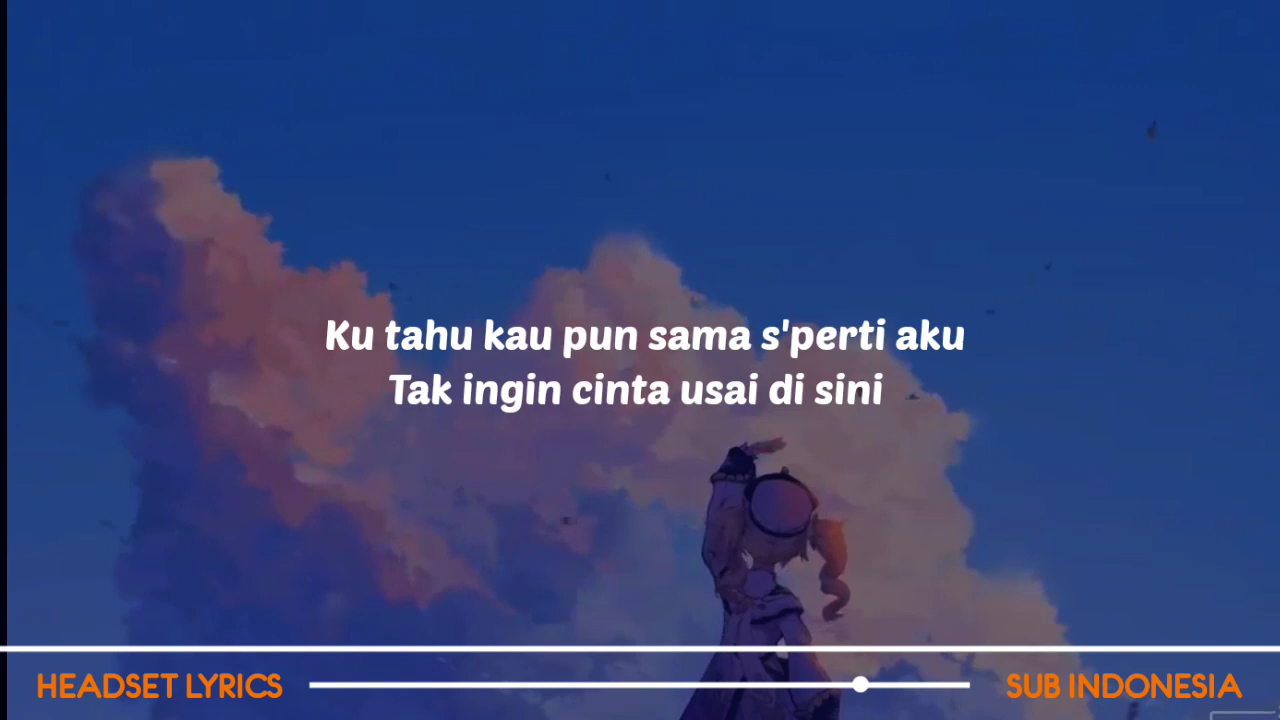 Ku tahu kau pun sama s'perti aku
Tak ingin cinta usai di sini
HEADSET LYRICS
SUB INDONESIA